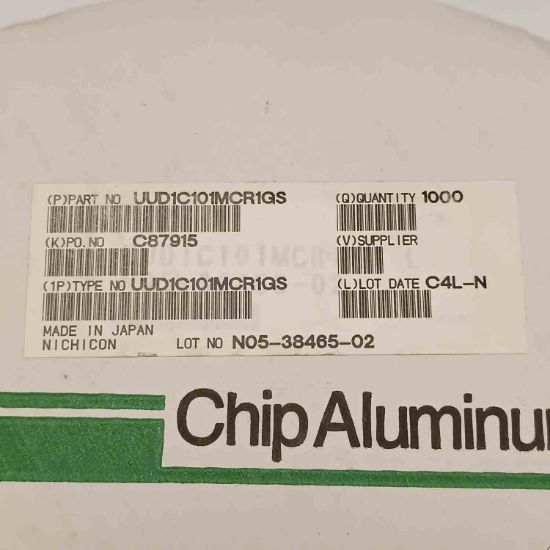 (P)PART NO UUD1C101MCR1GS (Q)QUANTITY 1000
(K)PO.NO C87915 (V)SUPPLIER
(1P)TYPE NO UUD1C101MCR1GS (L)LOT DATE C4L-N
MADE IN JAPAN
NICHICON LOT NO N05-38465-02
Chip Aluminu